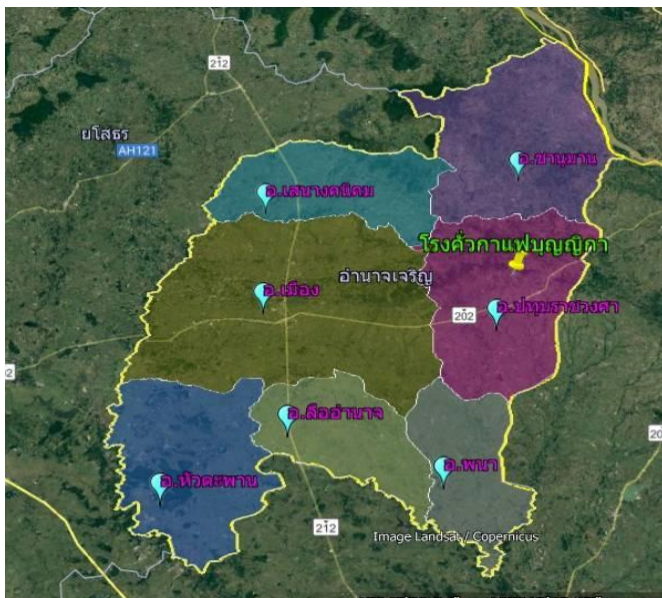 212
ยโสธร
AH121
อ.ชานุมาน
อ.เสนางคนิคม
โรงคั่วกาแฟบุญญิดา
อำนาจเจริญ
อ.เมือง
202
อ.ปทุมราชวงศา
02
อ.ลืออำนาจ
20
อ.พนา
อ.หัวตะพาน
212
Image Landsat / Copernicus